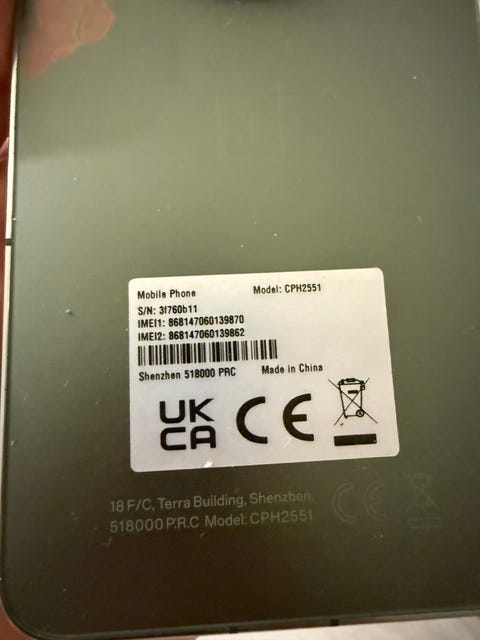 Mobile Phone Model: CPH2551
S/N: 3f760b11
IMEI1: 868147060139870
IMEI2: 868147060139862
Shenzhen 518000 PRC Made in China
UK
CA
CE
18 F/C, Terra Building, Shenzhen,
518000 P.R.C Model: CPH2551
CE